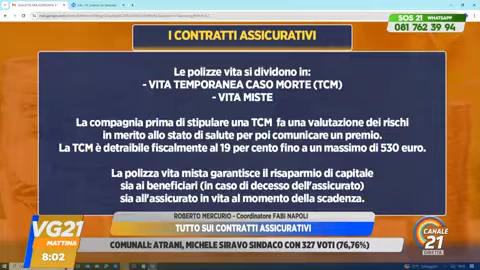 SOS 21 WHATSAPP
081 762 39 94
I CONTRATTI ASSICURATIVI
Le polizze vita si dividono in:
- VITA TEMPORANEA CASO MORTE (TCM)
- VITA MISTE
La compagnia prima di stipulare una TCM fa una valutazione dei rischi
in merito allo stato di salute per poi comunicare un premio.
La TCM è detraibile fiscalmente al 19 per cento fino a un massimo di 530 euro.
La polizza vita mista garantisce il risparmio di capitale
sia ai beneficiari (in caso di decesso dell'assicurato)
sia all'assicurato in vita al momento della scadenza.
ROBERTO MERCURIO - Coordinatore FABI NAPOLI
TUTTO SUI CONTRATTI ASSICURATIVI
VG21
MATTINA
8:02
COMUNALI: ATRANI, MICHELE SIRAVO SINDACO CON 327 VOTI (76,76%)
CANALE
21
DIRETTA